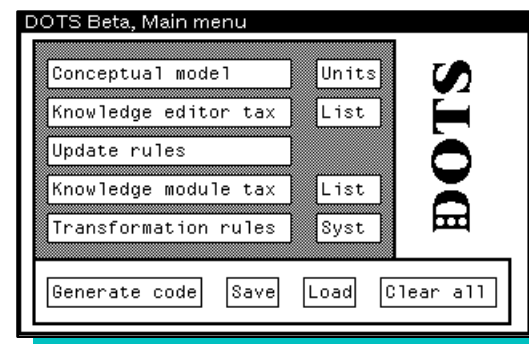 DOTS Beta, Main menu
Conceptual model Units
Knowledge editor tax List
Update rules
Knowledge module tax List
Transformation rules Syst
DOTS
Generate code Save Load Clear all